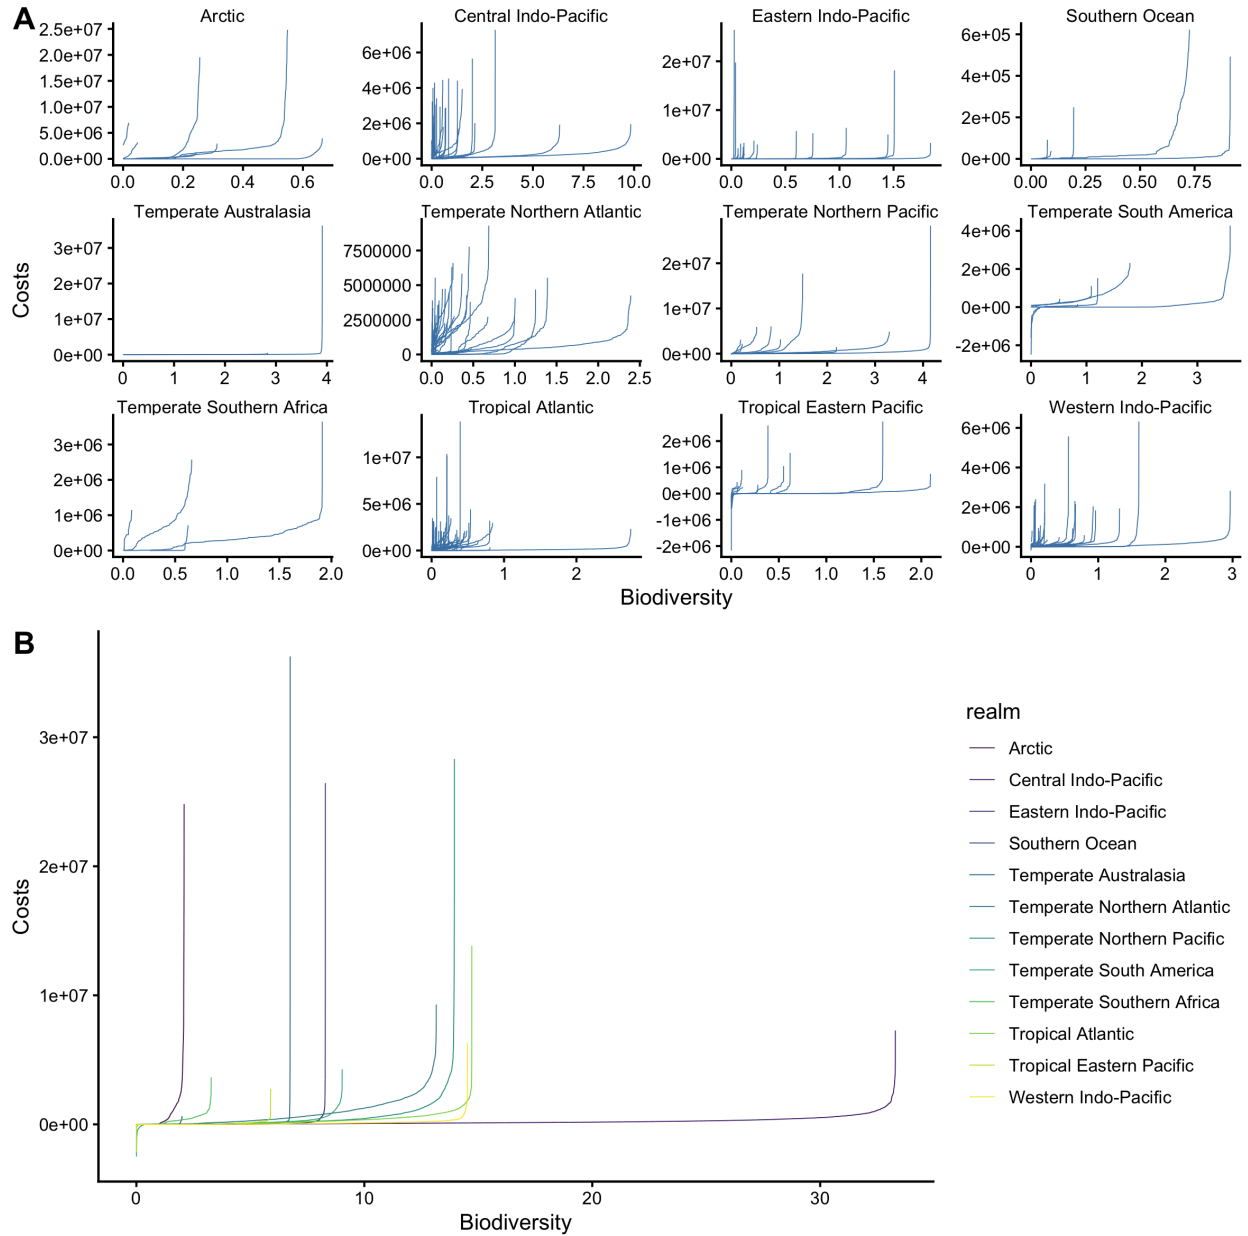 A
Arctic
Central Indo-Pacific
Eastern Indo-Pacific
Southern Ocean
2.5e+07
2.0e+07
1.5e+07
1.0e+07
5.0e+06
0.0e+00
0.0 0.2 0.4 0.6
6e+06
4e+06
2e+06
0e+00
0.0 2.5 5.0 7.5 10.0
2e+07
1e+07
0e+00
0.0 0.5 1.0 1.5
6e+05
4e+05
2e+05
0e+00
0.00 0.25 0.50 0.75
Temperate Australasia
Temperate Northern Atlantic
Temperate Northern Pacific
Temperate South America
Costs
3e+07
2e+07
1e+07
0e+00
0 1 2 3 4
7500000
5000000
2500000
0
0.0 0.5 1.0 1.5 2.0 2.5
2e+07
1e+07
0e+00
0 1 2 3 4
4e+06
2e+06
0e+00
-2e+06
0 1 2 3
Temperate Southern Africa
Tropical Atlantic
Tropical Eastern Pacific
Western Indo-Pacific
3e+06
2e+06
1e+06
0e+00
0.0 0.5 1.0 1.5 2.0
1e+07
5e+06
0e+00
0 1 2
2e+06
1e+06
0e+00
-1e+06
-2e+06
0.0 0.5 1.0 1.5 2.0
6e+06
4e+06
2e+06
0e+00
0 1 2 3
Biodiversity
B
Costs
3e+07
2e+07
1e+07
0e+00
0 10 20 30
Biodiversity
realm
Arctic
Central Indo-Pacific
Eastern Indo-Pacific
Southern Ocean
Temperate Australasia
Temperate Northern Atlantic
Temperate Northern Pacific
Temperate South America
Temperate Southern Africa
Tropical Atlantic
Tropical Eastern Pacific
Western Indo-Pacific